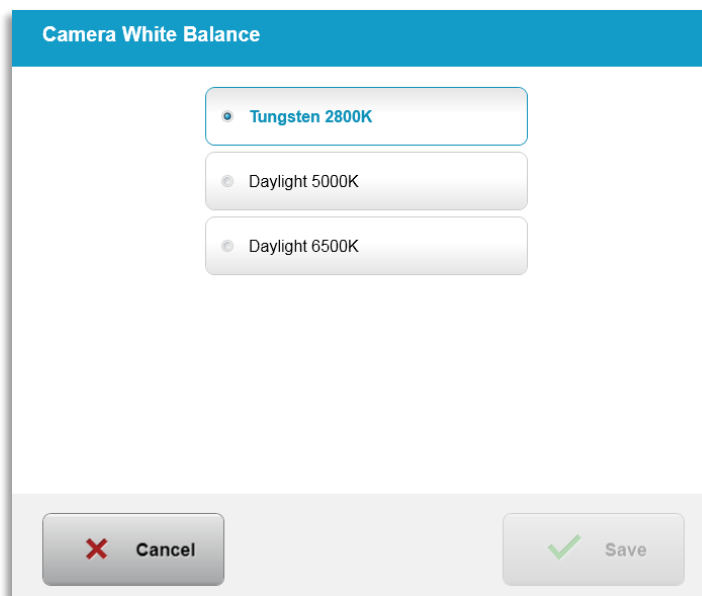 Camera White Balance
Tungsten 2800K
Daylight 5000K
Daylight 6500K
Cancel
Save